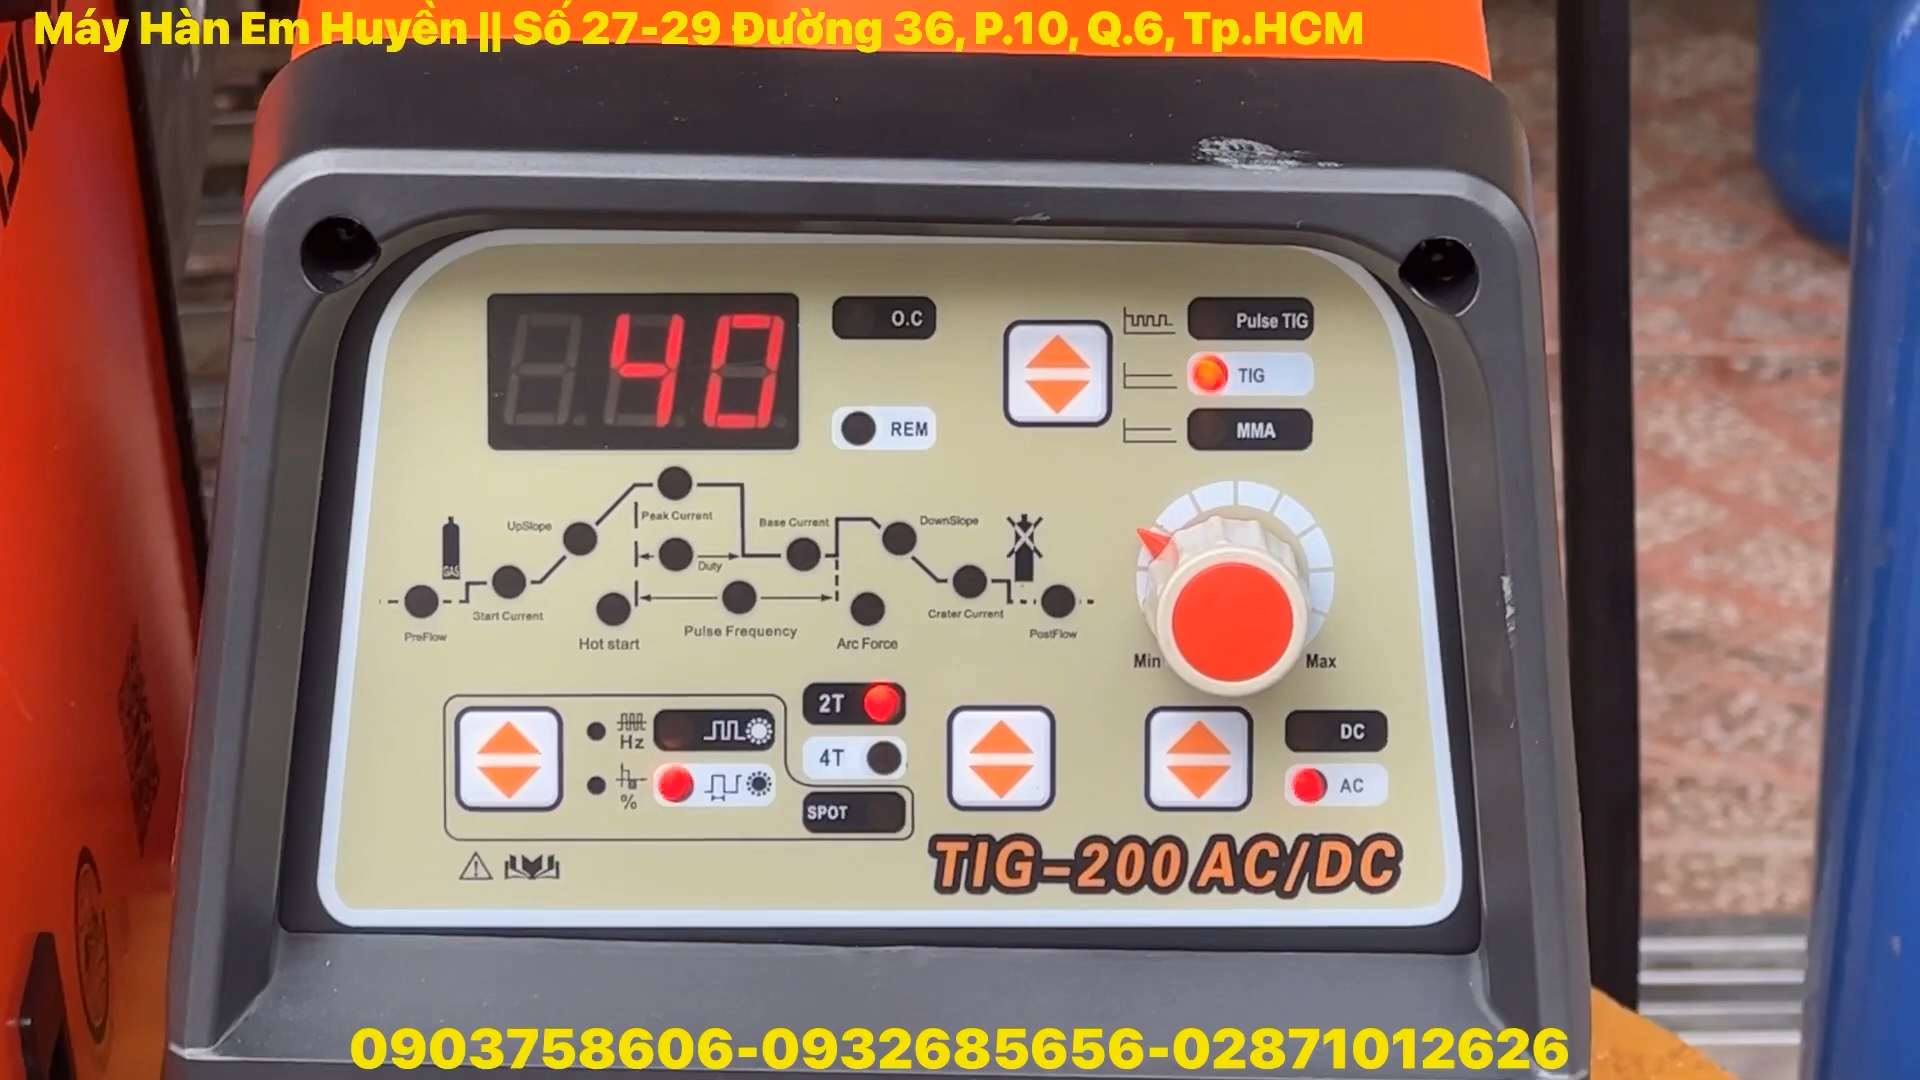 Máy Hàn Em Huyền || Số 27-29 Đường 36, P.10, Q.6, Tp.HCM
40
O.C
REM
Pulse TIG
TIG
MMA
UpSlope
Peak Current
Base Current
DownSlope
GAS
Duty
PreFlow
Start Current
Hot start
Pulse Frequency
Arc Force
Crater Current
PostFlow
Min
Max
2T
4T
SPOT
Hz
%
DC
AC
TIG-200 AC/DC
0903758606-0932685656-02871012626